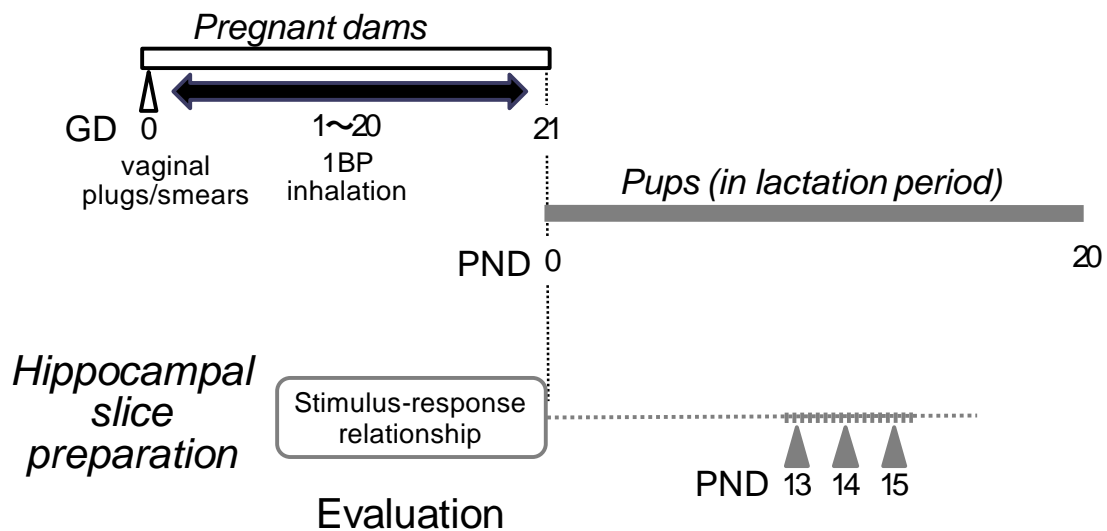 Pregnant dams
GD 0 1～20 21
vaginal
plugs/smears
1BP
inhalation
Pups (in lactation period)
PND 0 20
Hippocampal
slice
preparation
Stimulus-response
relationship
PND 13 14 15
Evaluation